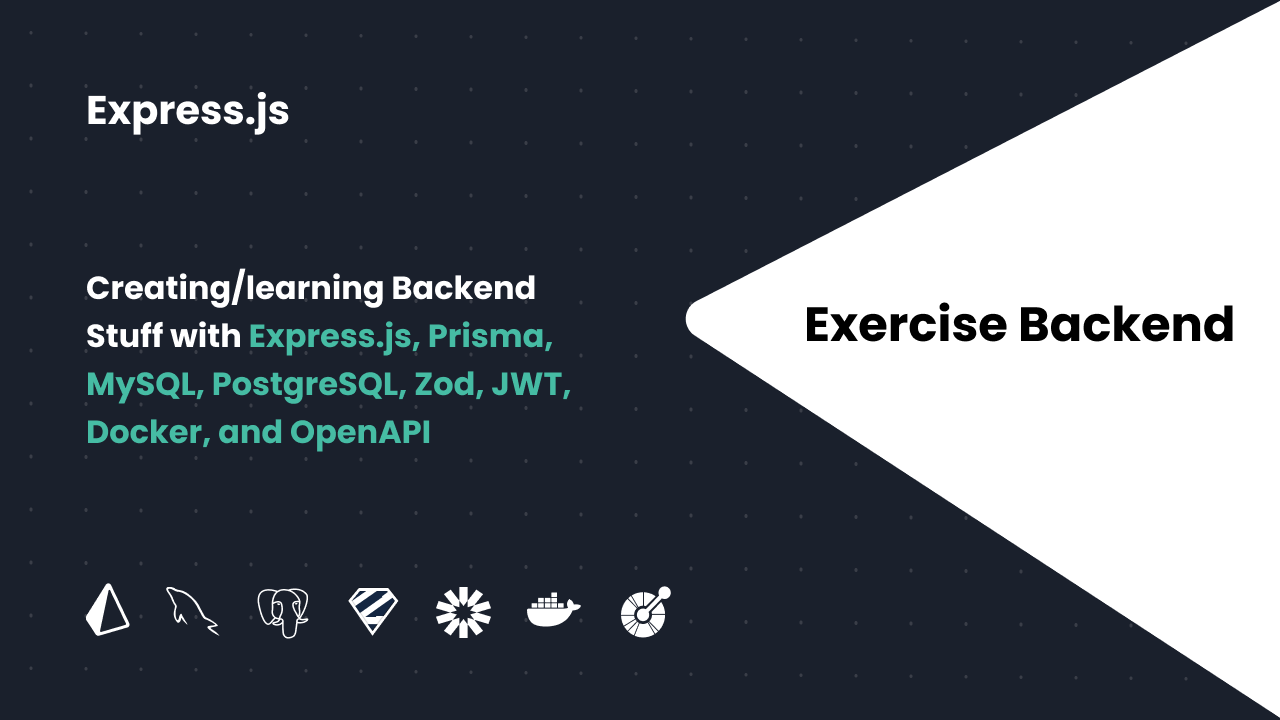 Express.js
Creating/learning Backend
Stuff with Express.js, Prisma,
MySQL, PostgreSQL, Zod, JWT,
Docker, and OpenAPI
Exercise Backend